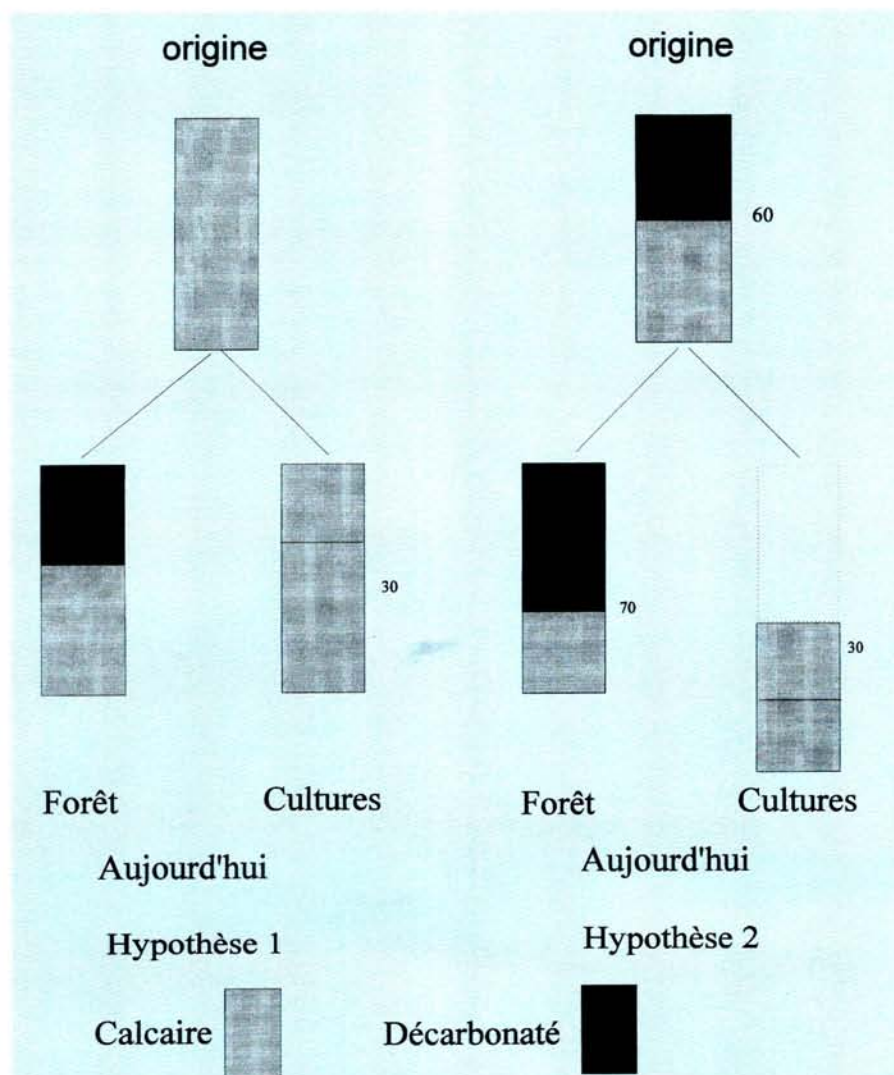 origine
origine
60
30
70
30
Forêt
Cultures
Forêt
Cultures
Aujourd'hui
Aujourd'hui
Hypothèse 1
Hypothèse 2
Calcaire
Décarbonaté